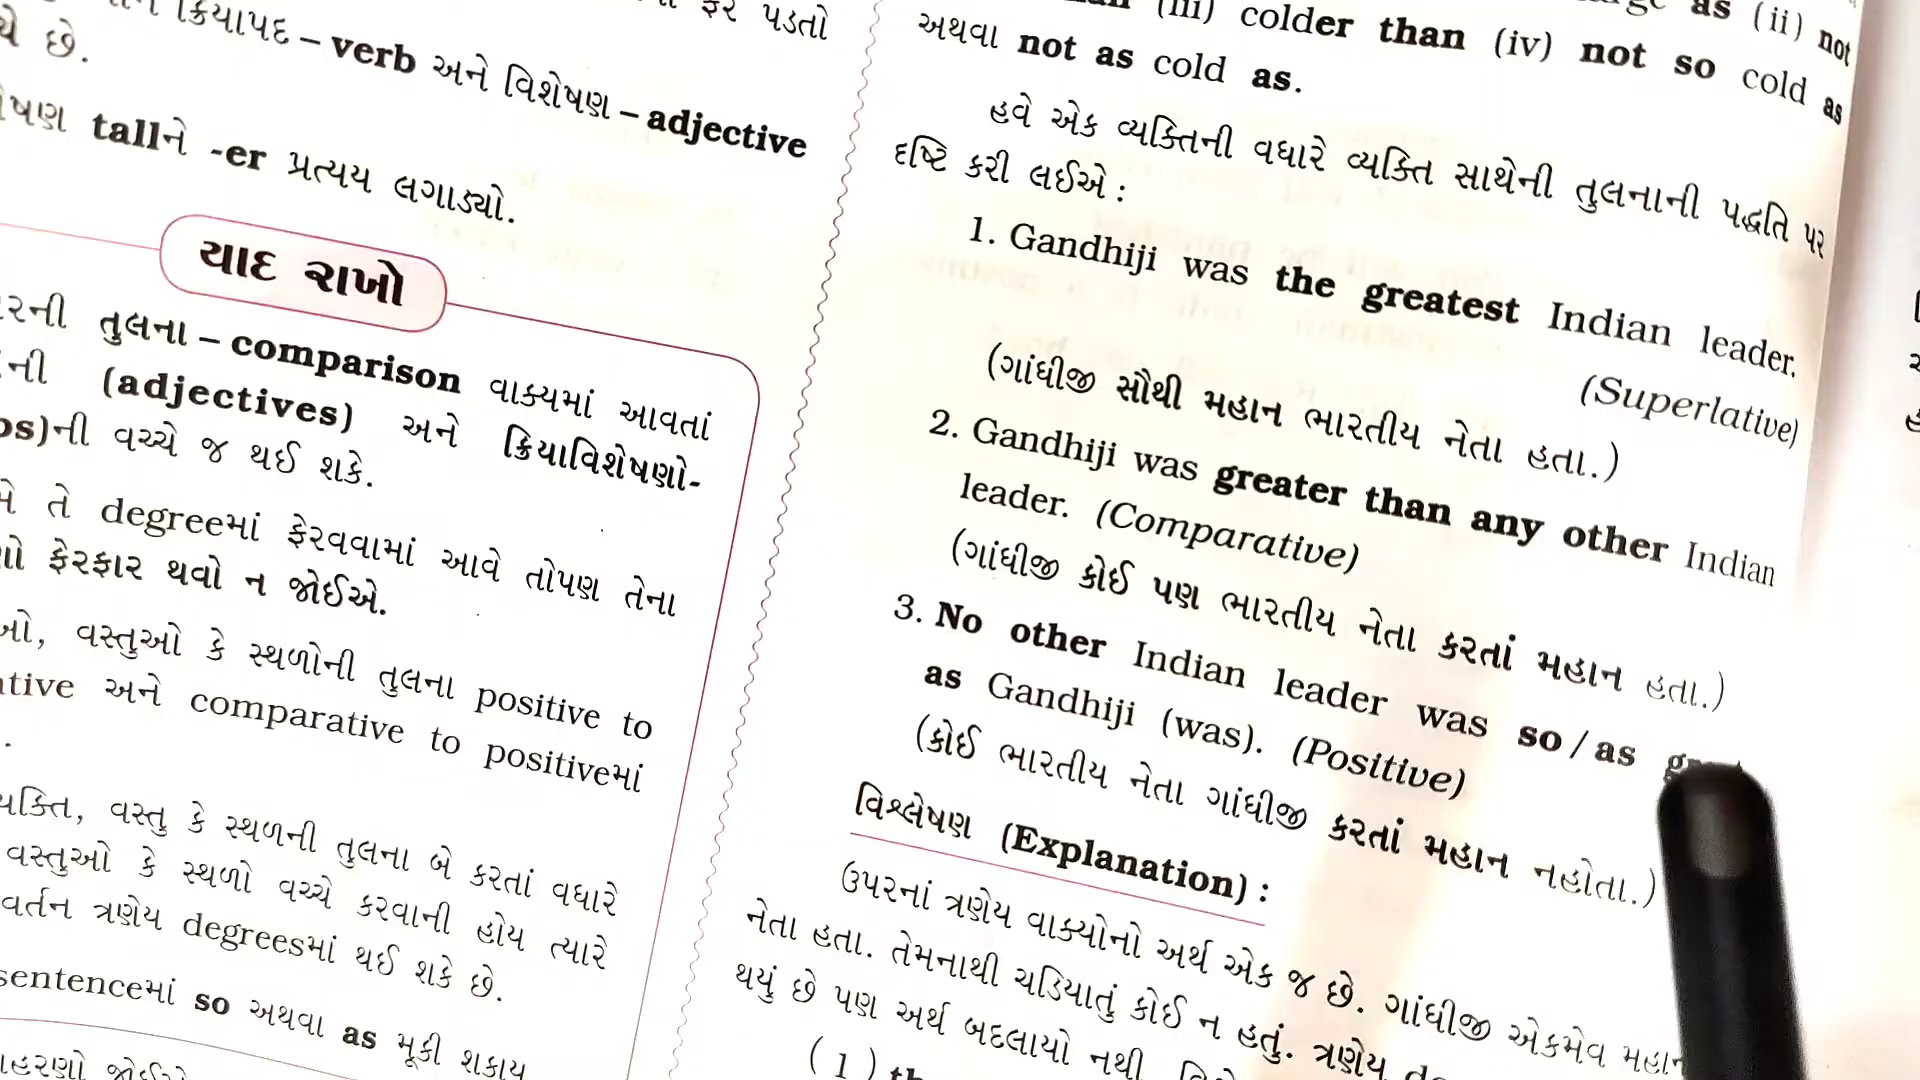 ક્રિયાપદ – verb અને વિશેષણ – adjective
છે.
tallને -er પ્રત્યય લગાડ્યો.
યાદ રાખો
તુલના – comparison વાક્યમાં આવતાં
(adjectives) અને ક્રિયાવિશેષણો-
વચ્ચે જ થઈ શકે.
તે degreeમાં ફેરવવામાં આવે તોપણ તેના
ફેરફાર થવો ન જોઈએ.
વસ્તુઓ કે સ્થળોની તુલના positive to
અને comparative to positiveમાં
વસ્તુ કે સ્થળની તુલના બે કરતાં વધારે
વસ્તુઓ કે સ્થળો વચ્ચે કરવાની હોય ત્યારે
ત્રણેય degreesમાં થઈ શકે છે.
sentenceમાં so અથવા as મૂકી શકાય
as (ii) not
(iii) colder than (iv) not so cold as
અથવા not as cold as.
હવે એક વ્યક્તિની વધારે વ્યક્તિ સાથેની તુલનાની પદ્ધતિ પર
દૃષ્ટિ કરી લઈએ :
1. Gandhiji was the greatest Indian leader.
(Superlative)
(ગાંધીજી સૌથી મહાન ભારતીય નેતા હતા.)
2. Gandhiji was greater than any other Indian
leader. (Comparative)
(ગાંધીજી કોઈ પણ ભારતીય નેતા કરતાં મહાન હતા.)
3. No other Indian leader was so / as
as Gandhiji (was). (Positive)
(કોઈ ભારતીય નેતા ગાંધીજી કરતાં મહાન નહોતા.)
વિશ્લેષણ (Explanation) :
ઉપરનાં ત્રણેય વાક્યોનો અર્થ એક જ છે. ગાંધીજી એકમેવ
નેતા હતા. તેમનાથી ચડિયાતું કોઈ ન હતું. ત્રણેય
થયું છે પણ અર્થ બદલાયો નથી.
(1)